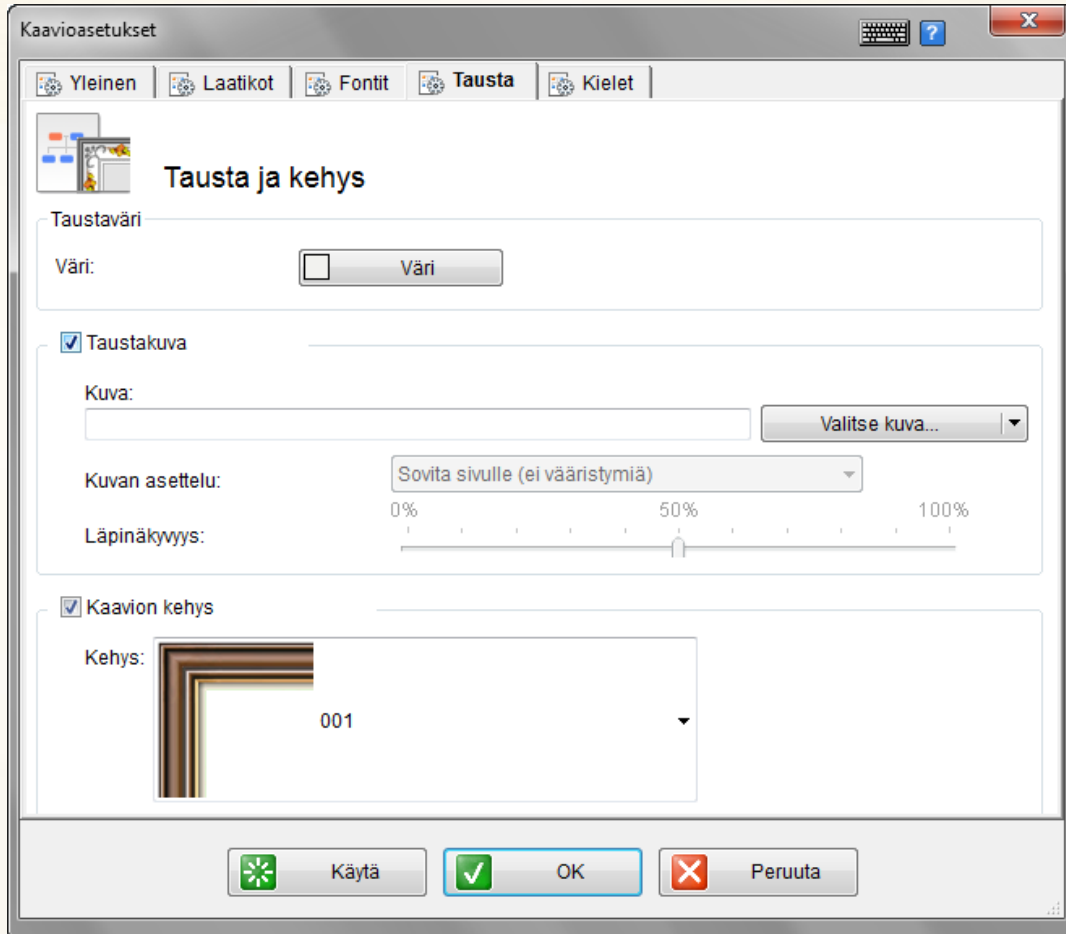 Kaavioasetukset
Yleinen Laatikot Fontit Tausta Kielet
Tausta ja kehys
Taustaväri
Väri: Väri
Taustakuva
Kuva:
Valitse kuva...
Kuvan asettelu: Sovita sivulle (ei vääristymiä)
0% 50% 100%
Läpinäkyvyys:
Kaavion kehys
Kehys: 001
Käytä OK Peruuta